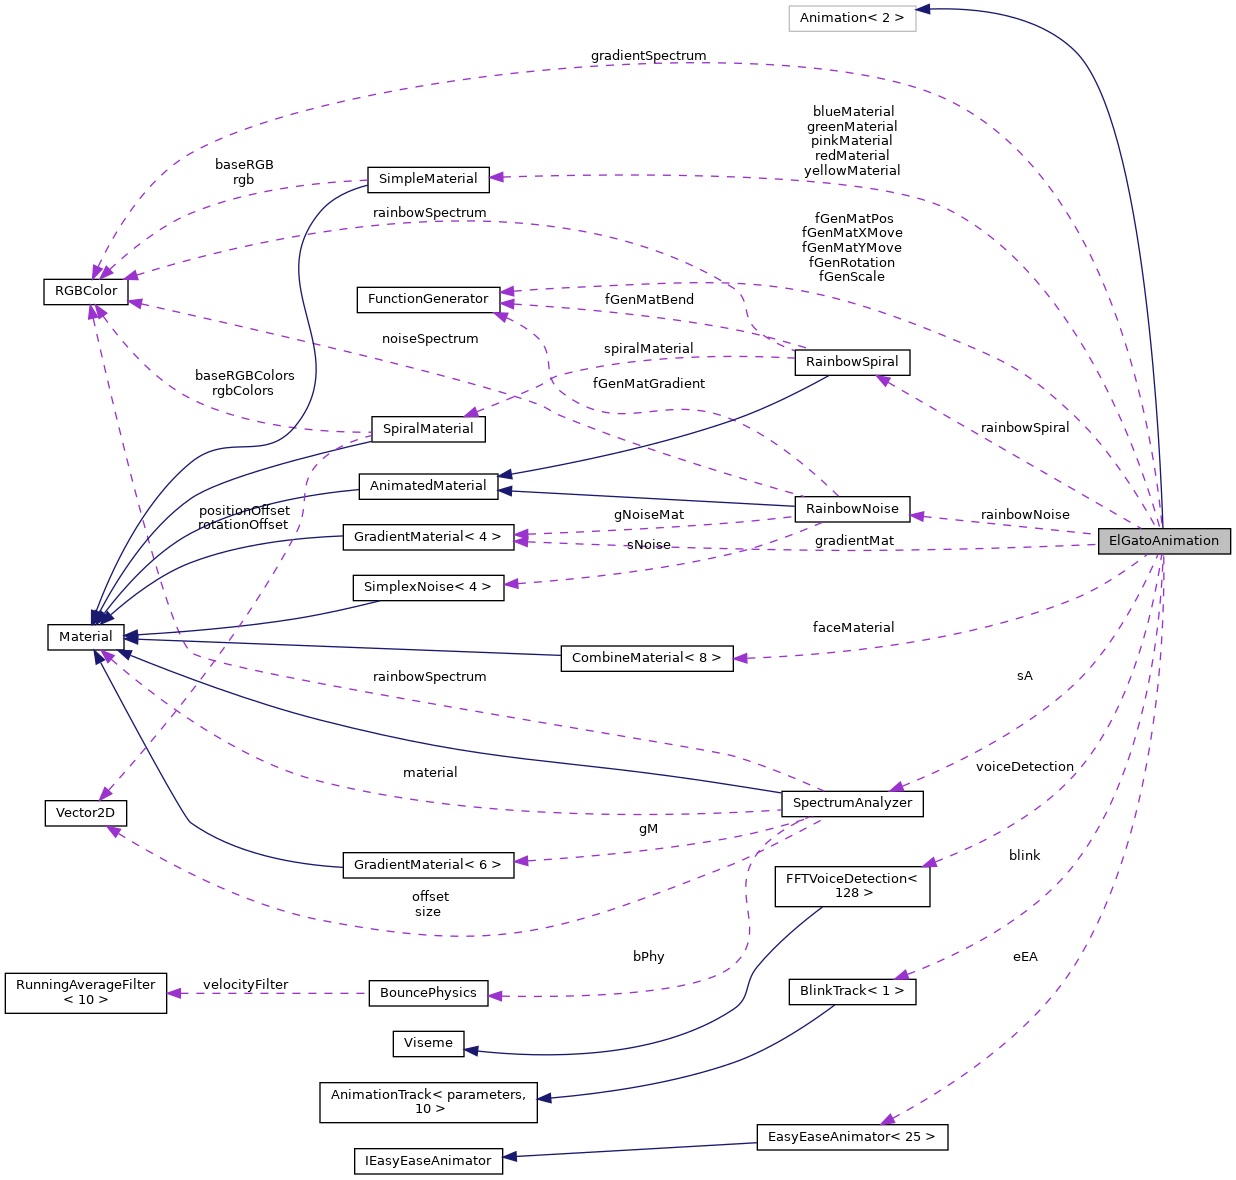 Animation< 2 >
gradientSpectrum
blueMaterial
greenMaterial
pinkMaterial
redMaterial
yellowMaterial
baseRGB
rgb
SimpleMaterial
rainbowSpectrum
fGenMatPos
fGenMatXMove
fGenMatYMove
fGenRotation
fGenScale
RGBColor
FunctionGenerator
fGenMatBend
noiseSpectrum
spiralMaterial
RainbowSpiral
baseRGBColors
rgbColors
fGenMatGradient
SpiralMaterial
rainbowSpiral
AnimatedMaterial
positionOffset
rotationOffset
gNoiseMat
RainbowNoise
rainbowNoise
GradientMaterial< 4 >
sNoise
gradientMat
ElGatoAnimation
SimplexNoise< 4 >
Material
faceMaterial
CombineMaterial< 8 >
rainbowSpectrum
sA
material
voiceDetection
Vector2D
SpectrumAnalyzer
gM
GradientMaterial< 6 >
blink
FFTVoiceDetection<
128 >
offset
size
bPhy
eEA
RunningAverageFilter
< 10 >
velocityFilter
BouncePhysics
BlinkTrack< 1 >
Viseme
AnimationTrack< parameters,
10 >
EasyEaseAnimator< 25 >
IEasyEaseAnimator